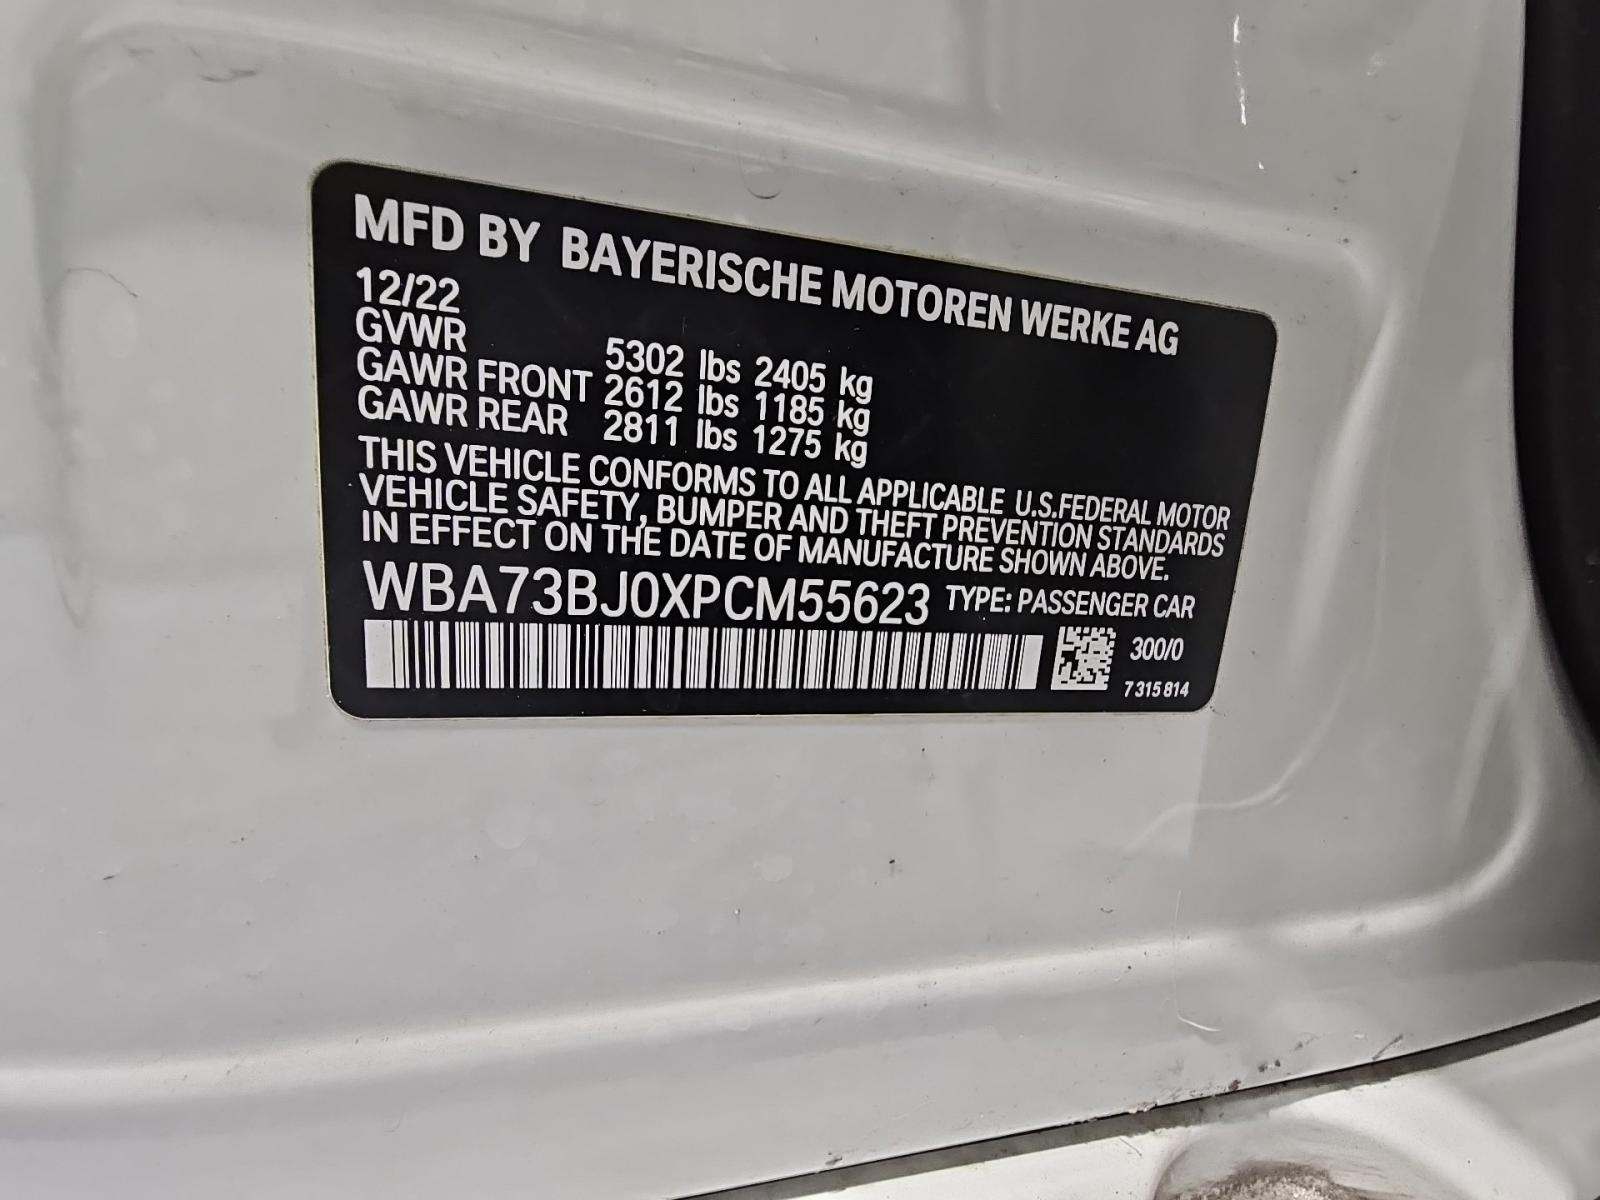 MFD BY BAYERISCHE MOTOREN WERKE AG
12/22
GVWR 5302 lbs 2405 kg
GAWR FRONT 2612 lbs 1185 kg
GAWR REAR 2811 lbs 1275 kg
THIS VEHICLE CONFORMS TO ALL APPLICABLE U.S.FEDERAL MOTOR
VEHICLE SAFETY, BUMPER AND THEFT PREVENTION STANDARDS
IN EFFECT ON THE DATE OF MANUFACTURE SHOWN ABOVE.
WBA73BJ0XPCM55623 TYPE: PASSENGER CAR
300/0
7 315 814